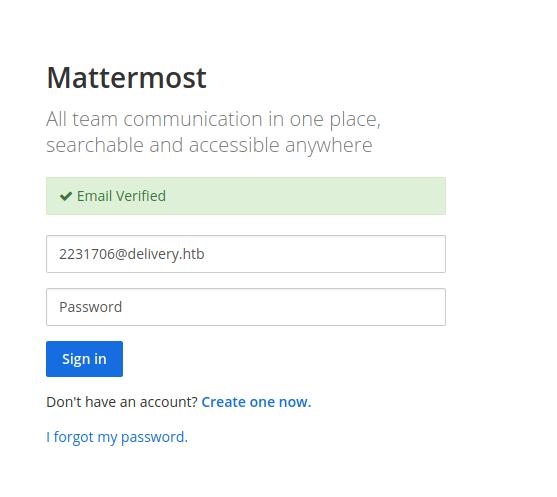 Mattermost
All team communication in one place,
searchable and accessible anywhere
Email Verified
2231706@delivery.htb
Password
Sign in
Don't have an account? Create one now.
I forgot my password.